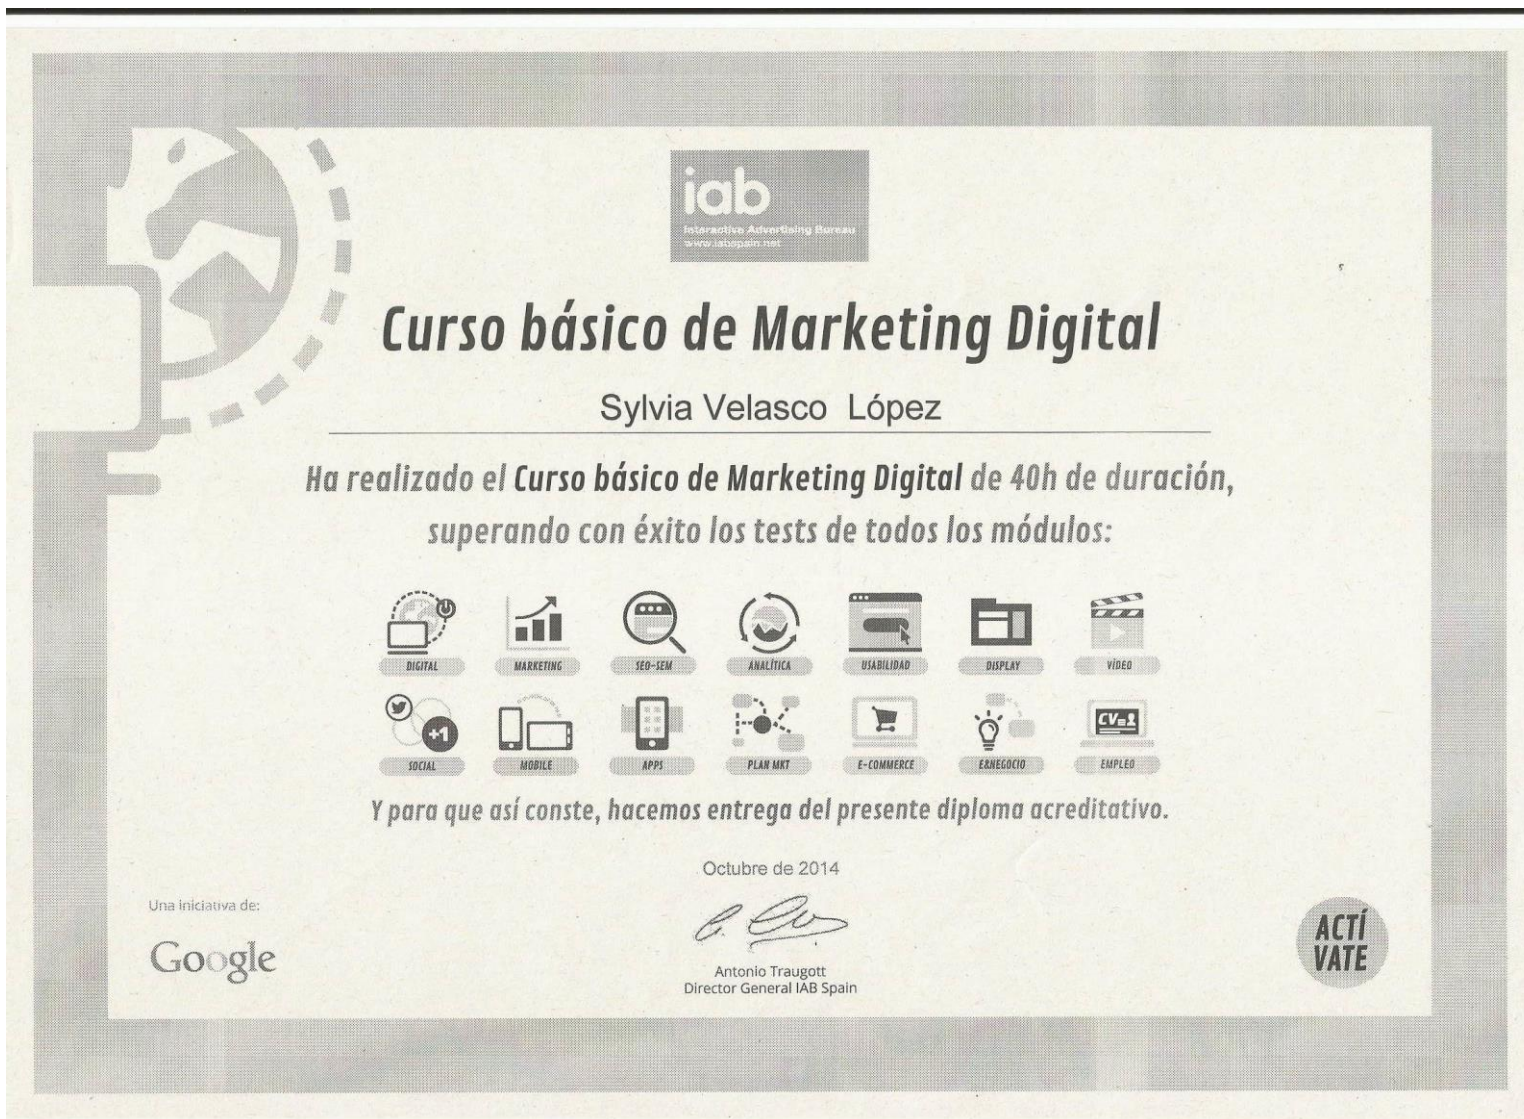 iab
Interactive Advertising Bureau
www.iabspain.net
Curso básico de Marketing Digital
Sylvia Velasco López
Ha realizado el Curso básico de Marketing Digital de 40h de duración,
superando con éxito los tests de todos los módulos:
DIGITAL MARKETING SEO-SEM ANALÍTICA USABILIDAD DISPLAY VÍDEO
+1
CV
SOCIAL MOBILE APPS PLAN MKT E-COMMERCE E&NEGOCIO EMPLEO
Y para que así conste, hacemos entrega del presente diploma acreditativo.
Octubre de 2014
Antonio Traugott
Director General IAB Spain
Una iniciativa de:
Google
ACTÍ
VATE